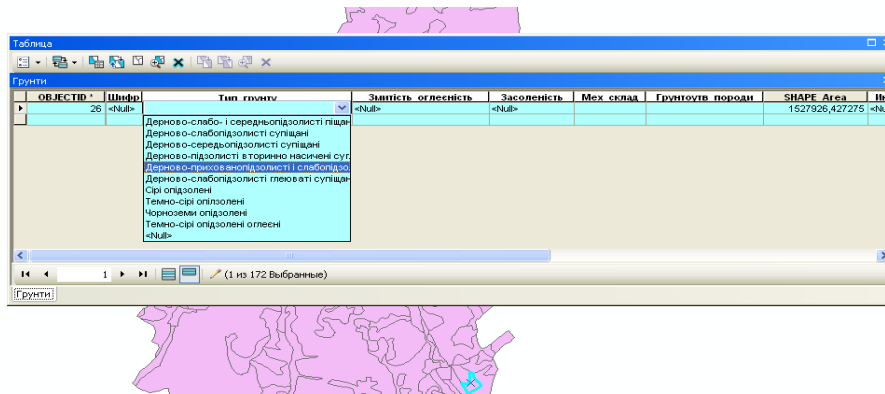 Таблица
Грунти
OBJECTID * Шифр Тип грунту Змитість оглеєність Засоленість Мех склад Грунтоутв породи SHAPE Area
26 <Null> <Null> <Null> 1527926,427275
Дерново-слабо- і середньопідзолисті піщан
Дерново-слабопідзолисті супіщані
Дерново-середньопідзолисті супіщані
Дерново-підзолисті вторинно насичені суг.
Дерново-прихованопідзолисті і слабопідзо.
Дерново-слабопідзолисті глеюваті супіщан
Сірі опідзолені
Темно-сірі опілзолені
Чорноземи опідзолені
Темно-сірі опідзолені оглеєні
<Null>
1 (1 из 172 Выбранные)
Грунти